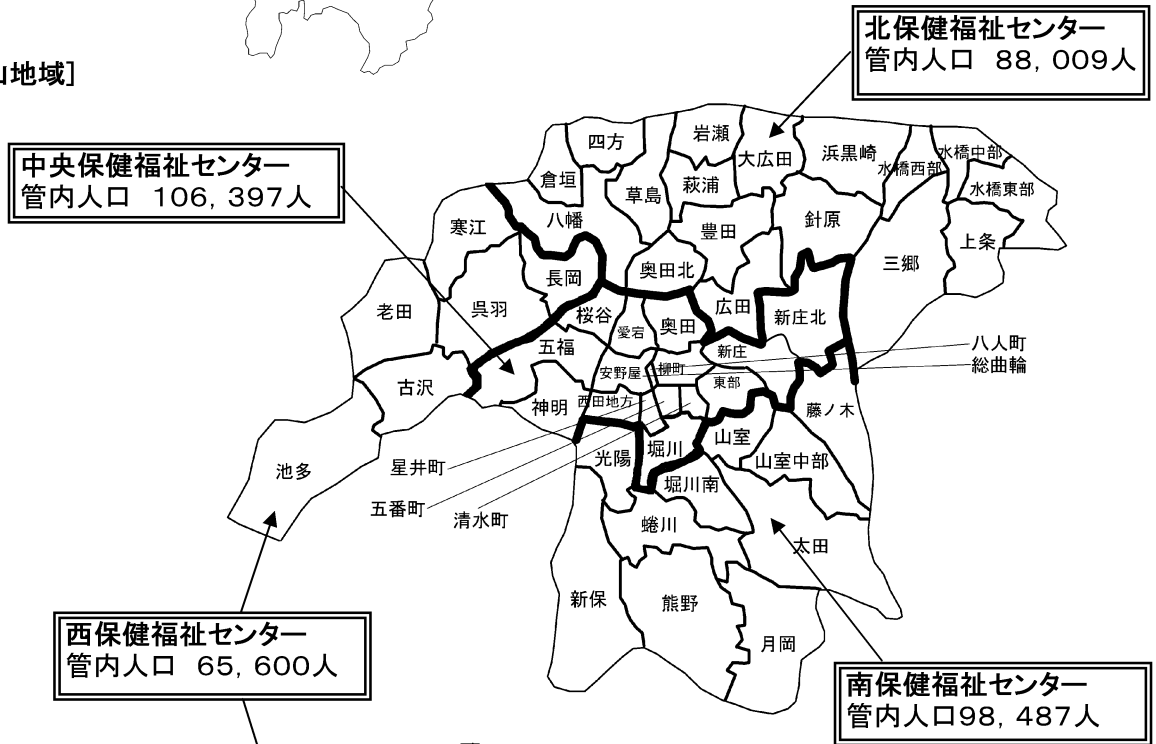 山地域]
北保健福祉センター
管内人口　88，009人
中央保健福祉センター
管内人口　106，397人
四方
岩瀬
大広田
浜黒崎
水橋中部
水橋西部
水橋東部
倉垣
草島
萩浦
八幡
豊田
針原
上条
寒江
三郷
長岡
奥田北
老田
呉羽
桜谷
愛宕
奥田
広田
新庄北
五福
新庄
八人町
総曲輪
安野屋
柳町
東部
古沢
神明
西田地方
藤ノ木
星井町
光陽
堀川
山室
山室中部
池多
五番町
清水町
堀川南
蜷川
太田
新保
熊野
月岡
西保健福祉センター
管内人口　65，600人
南保健福祉センター
管内人口98，487人